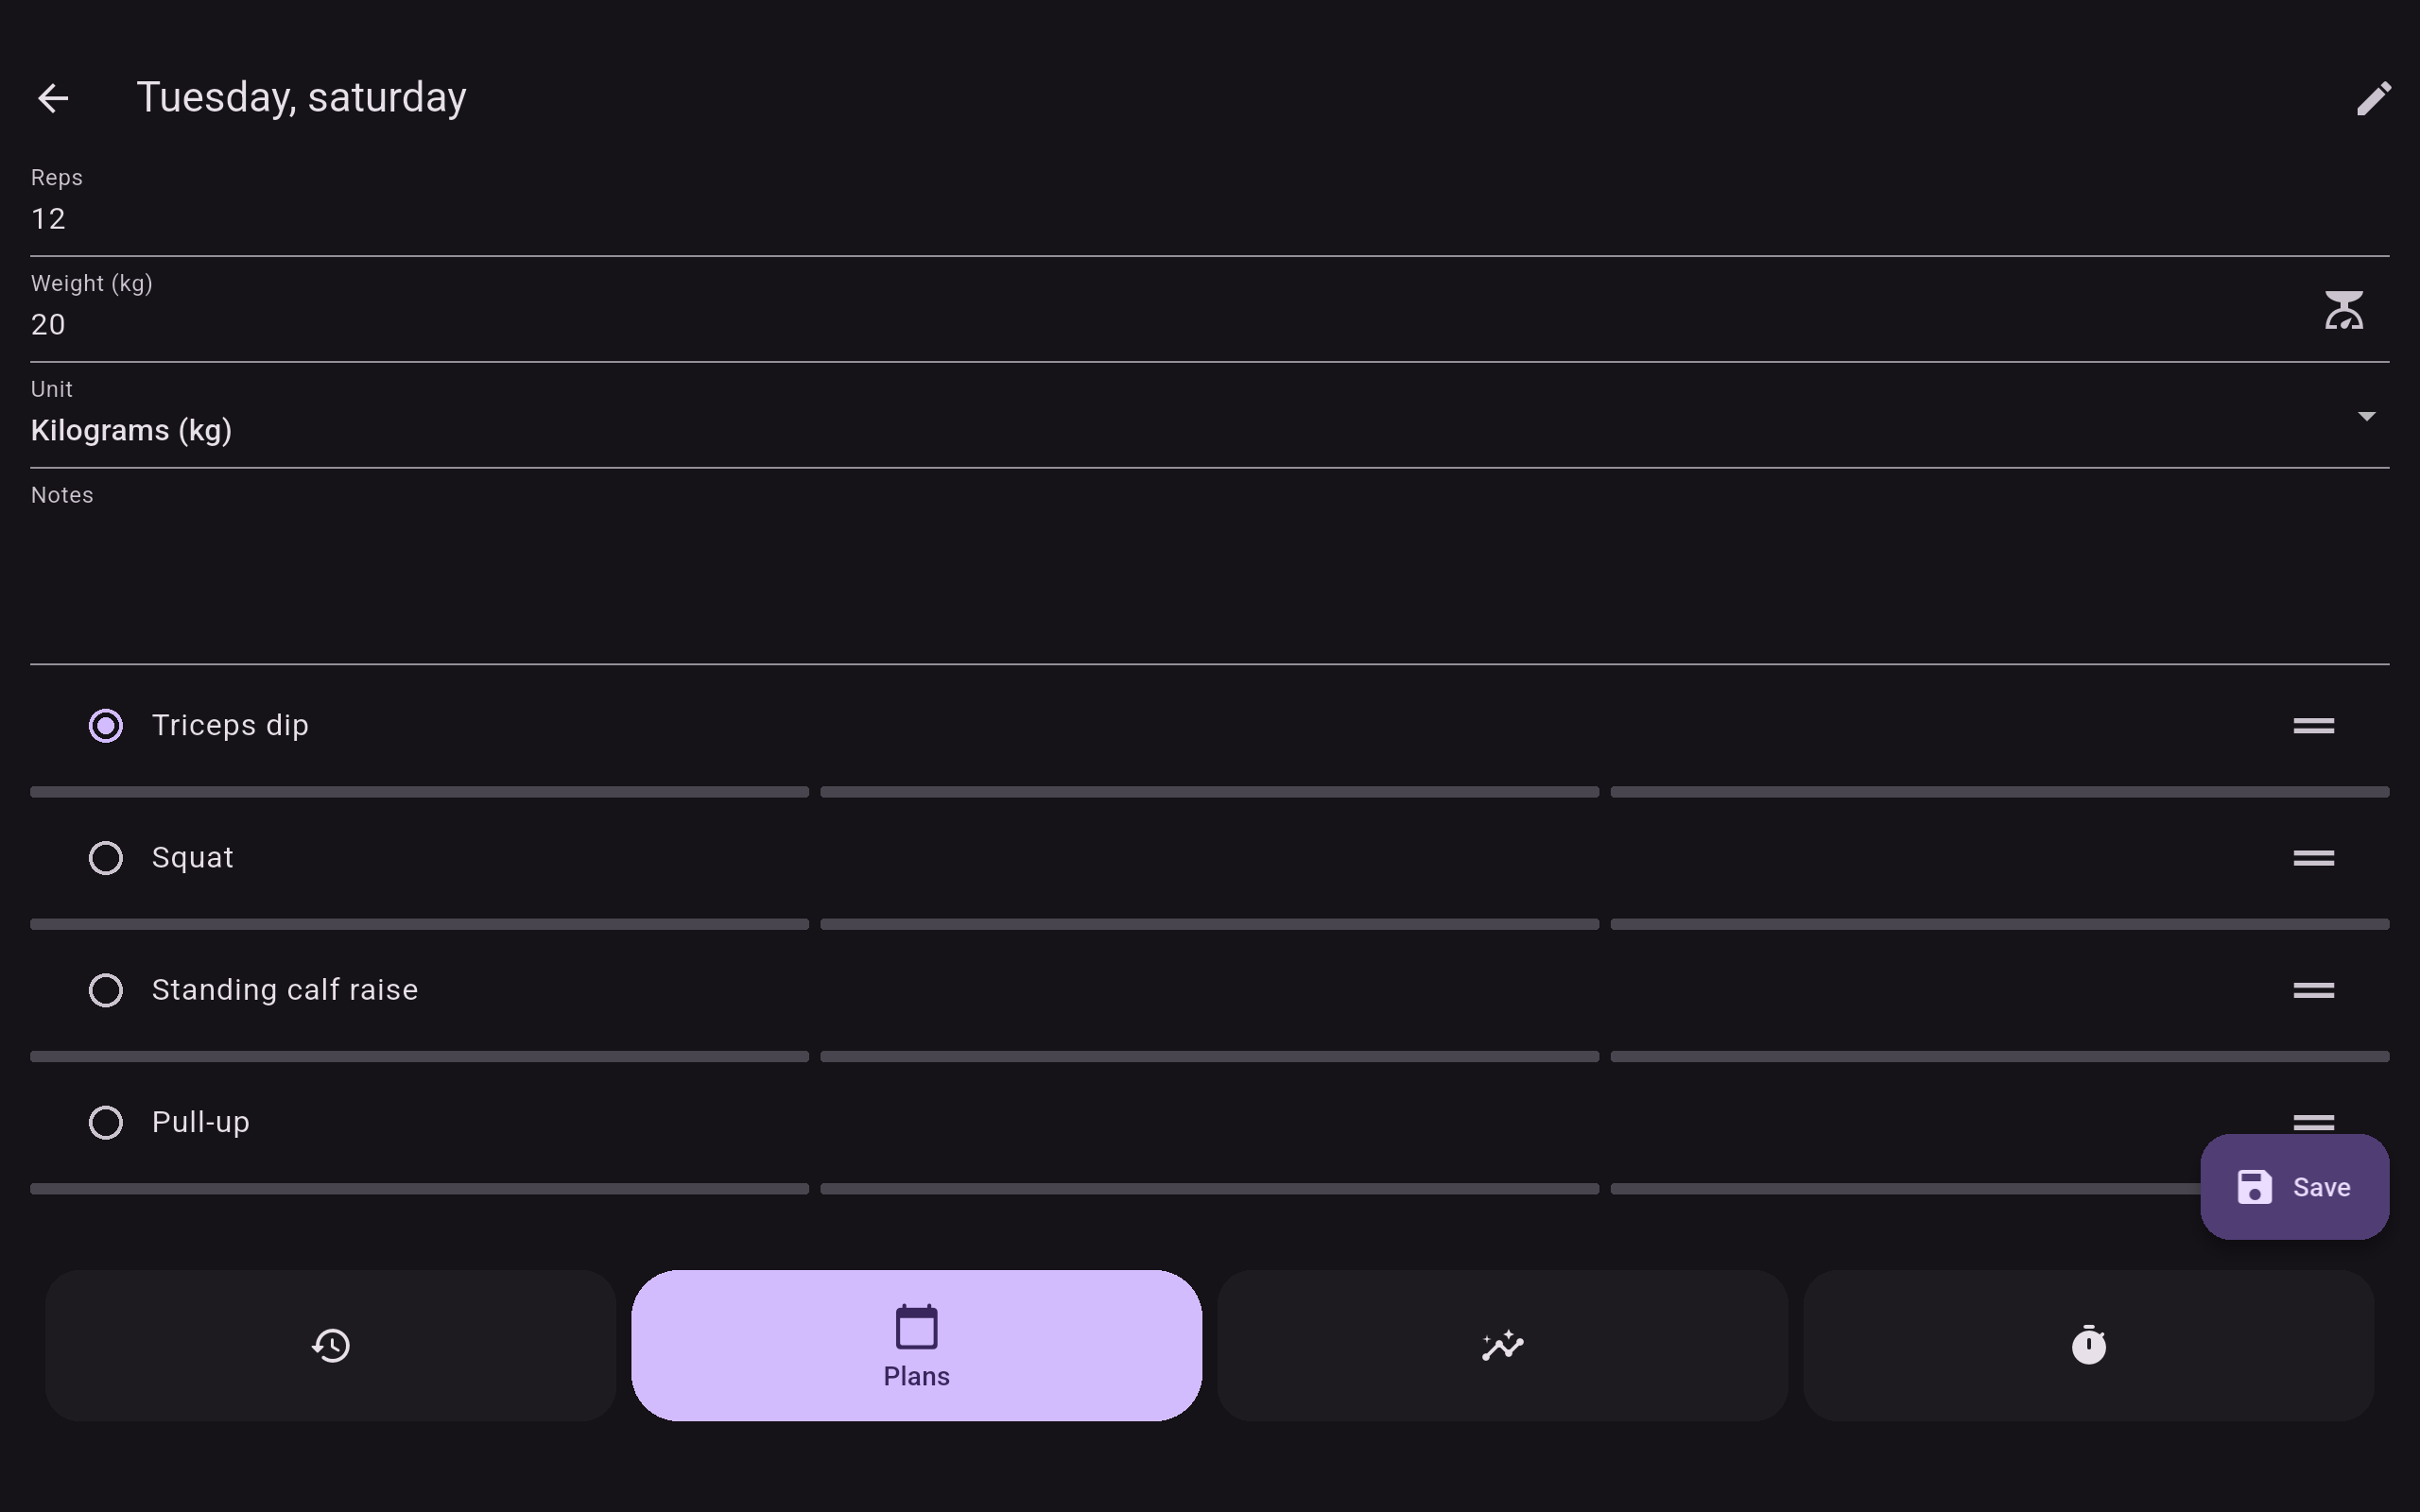 Tuesday, saturday
Reps
12
Weight (kg)
20
Unit
Kilograms (kg)
Notes
Triceps dip
Squat
Standing calf raise
Pull-up
Save
Plans